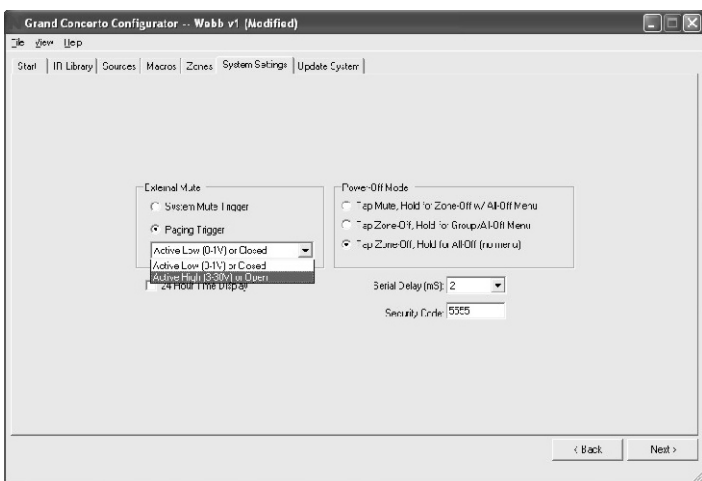 Grand Concerto Configurator -- Webb v1 (Modified)
File View Help
Start IR Library Sources Macros Zones System Settings Update System
External Mute
System Mute Trigger
Paging Trigger
Active Low (0-1V) or Closed
Active Low (0-1V) or Closed
Active High (3-30V) or Open
24 Hour Time Display
Power-Off Mode
Tap Mute, Hold for Zone-Off w/ All-Off Menu
Tap Zone-Off, Hold for Group/All-Off Menu
Tap Zone-Off, Hold for All-Off (no menu)
Serial Delay (mS): 2
Security Code: 5555
< Back Next >